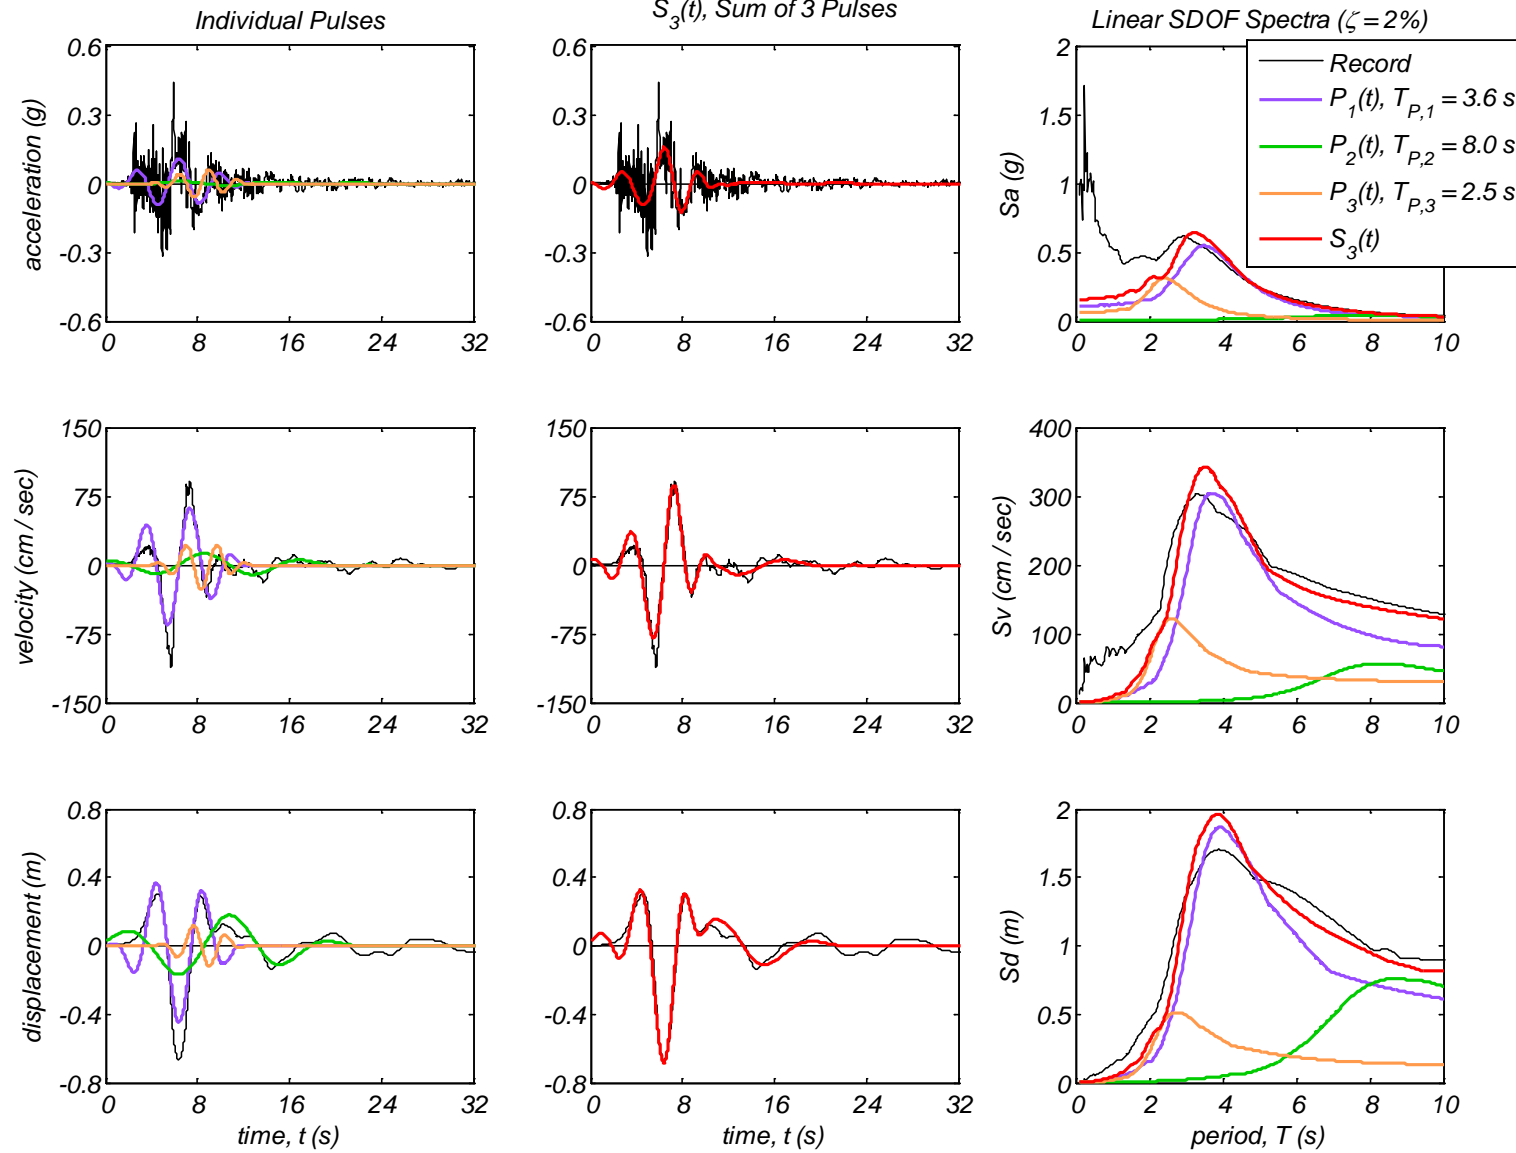 Individual Pulses
S3(t), Sum of 3 Pulses
Linear SDOF Spectra (ζ = 2%)
acceleration (g)
0.6
0.3
0
-0.3
-0.6
0 8 16 24 32
0.6
0.3
0
-0.3
-0.6
0 8 16 24 32
Sa (g)
2
1.5
1
0.5
0
0 2 4 6 8 10
Record
P1(t), TP,1 = 3.6 s
P2(t), TP,2 = 8.0 s
P3(t), TP,3 = 2.5 s
S3(t)
velocity (cm / sec)
150
75
0
-75
-150
0 8 16 24 32
150
75
0
-75
-150
0 8 16 24 32
Sv (cm / sec)
400
300
200
100
0
0 2 4 6 8 10
displacement (m)
0.8
0.4
0
-0.4
-0.8
0 8 16 24 32
time, t (s)
0.8
0.4
0
-0.4
-0.8
0 8 16 24 32
time, t (s)
Sd (m)
2
1.5
1
0.5
0
0 2 4 6 8 10
period, T (s)